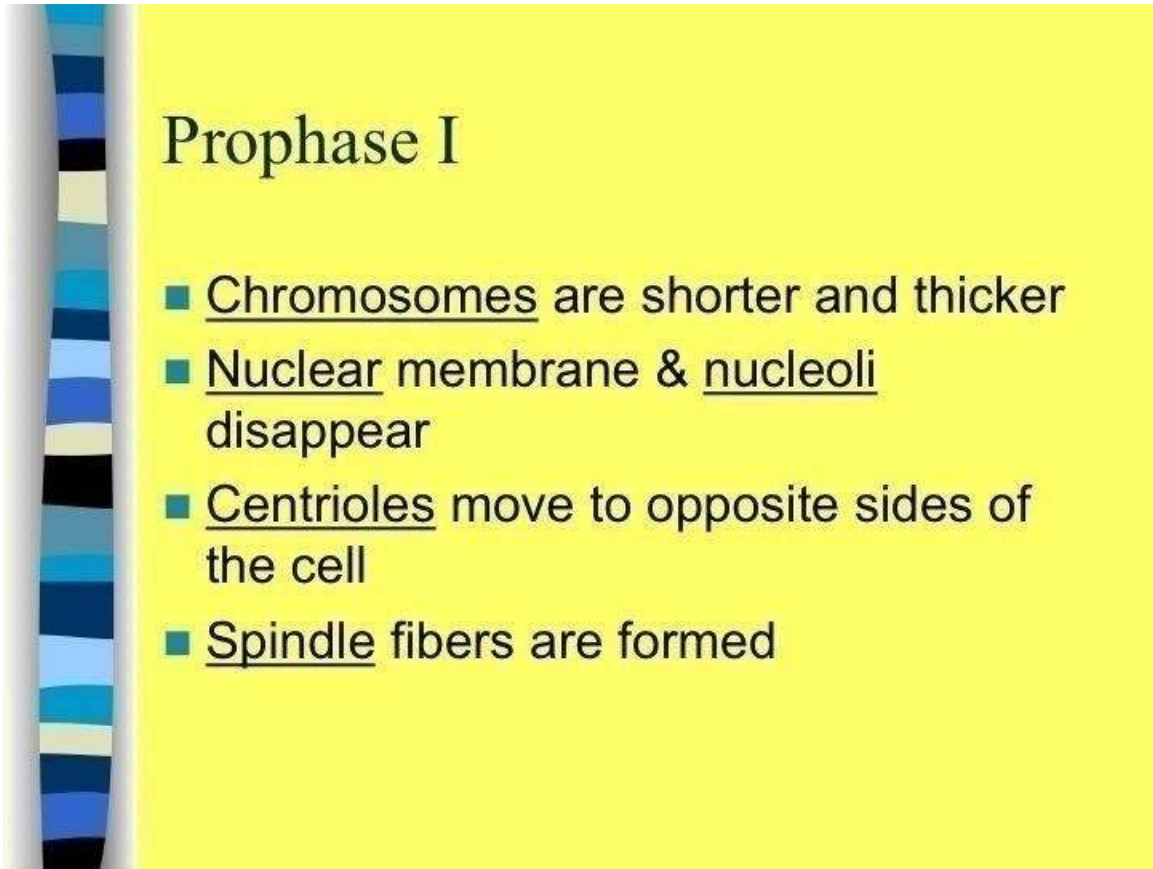 Prophase I
Chromosomes are shorter and thicker
Nuclear membrane & nucleoli
disappear
Centrioles move to opposite sides of
the cell
Spindle fibers are formed